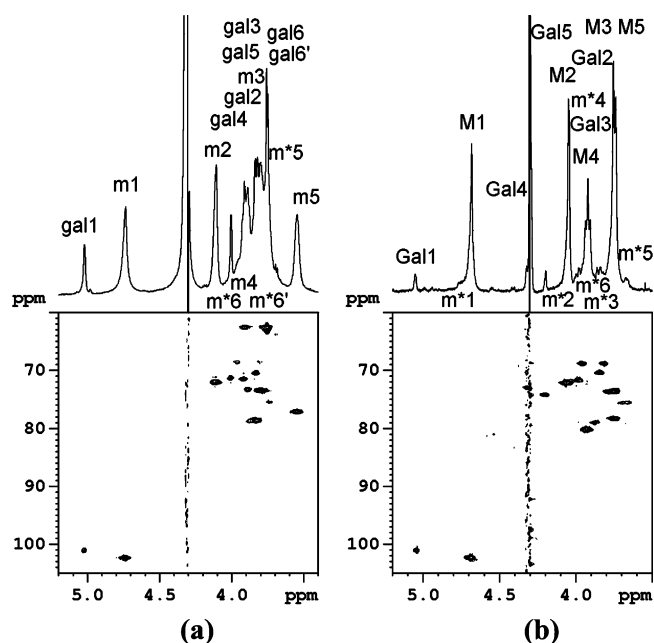 gal3 gal6
gal5 gal6'
m3
gal2
gal4
m2 m*5
m1
m5
gal1
m4
m*6 m*6'
ppm
70
80
90
100
5.0 4.5 4.0 ppm
(a)
Gal5 M3 M5
M2 Gal2
m*4
M1 Gal3
M4
Gal4
Gal1 m*5
m*6
m*1 m*2 m*3
ppm
70
80
90
100
5.0 4.5 4.0 ppm
(b)